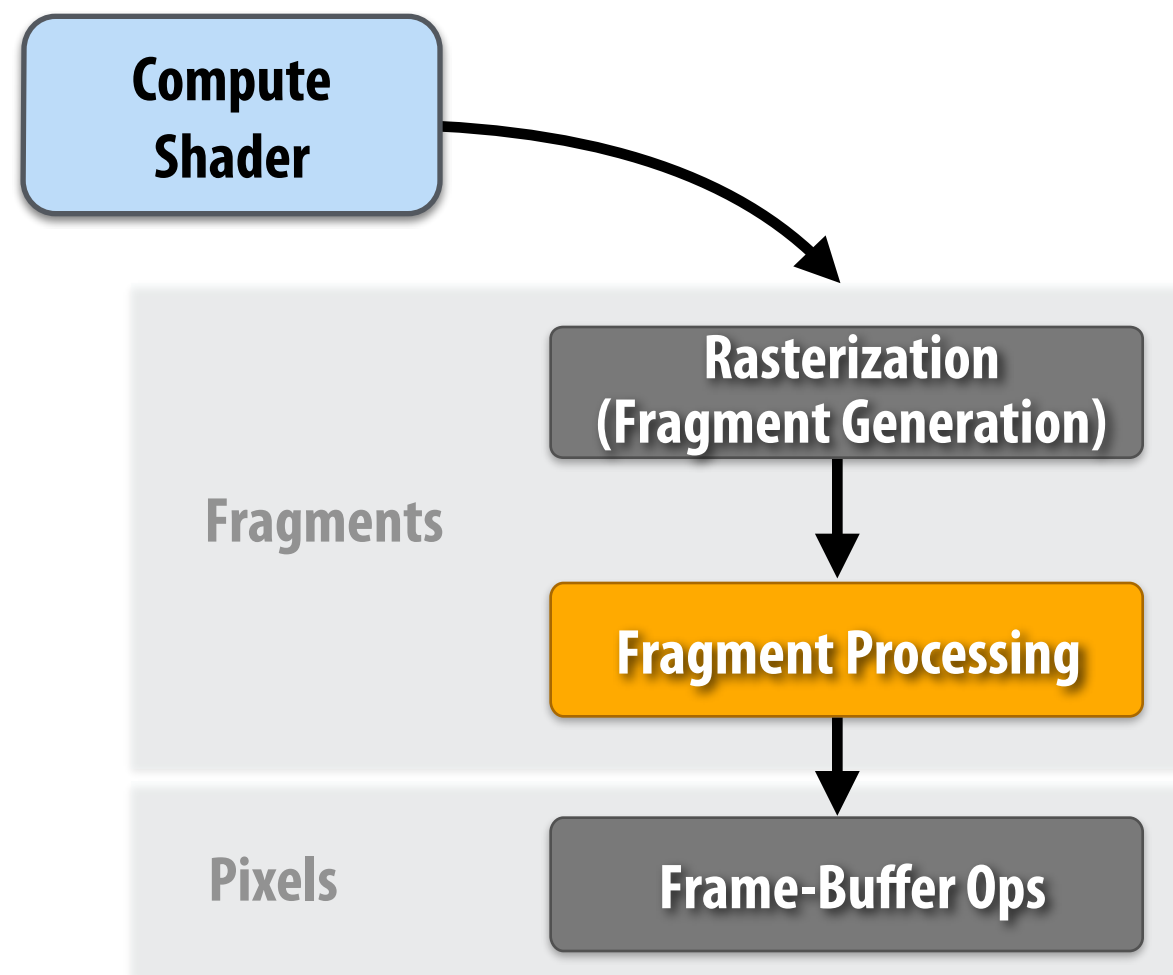 Compute
Shader
Rasterization
(Fragment Generation)
Fragments
Fragment Processing
Pixels
Frame-Buffer Ops